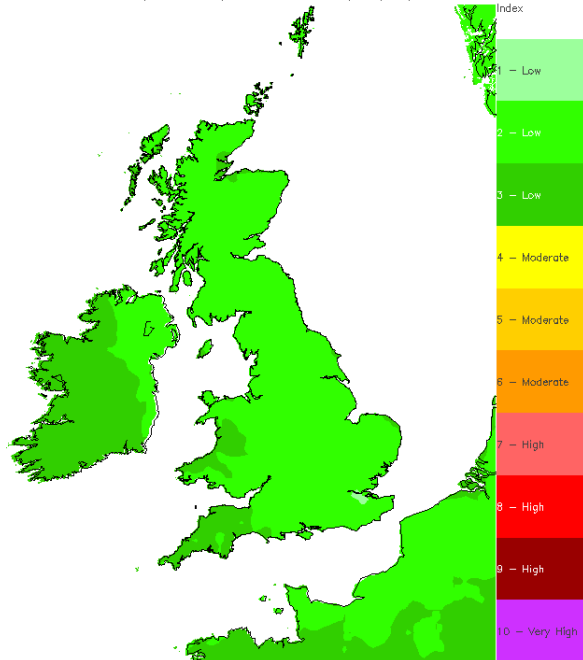 Index
1 - Low
2 - Low
3 - Low
4 - Moderate
5 - Moderate
6 - Moderate
7 - High
8 - High
9 - High
10 - Very High